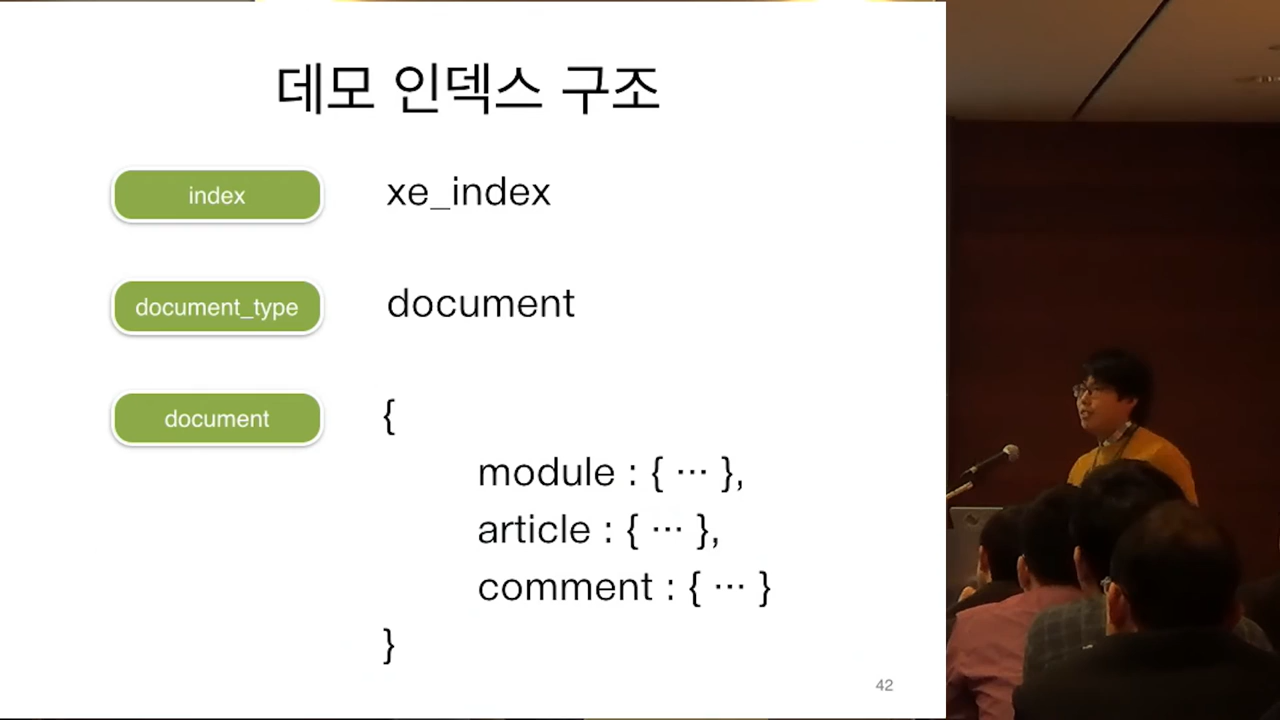 데모 인덱스 구조
index xe_index
document_type document
document {
module : { ··· },
article : { ··· },
comment : { ··· }
}
42